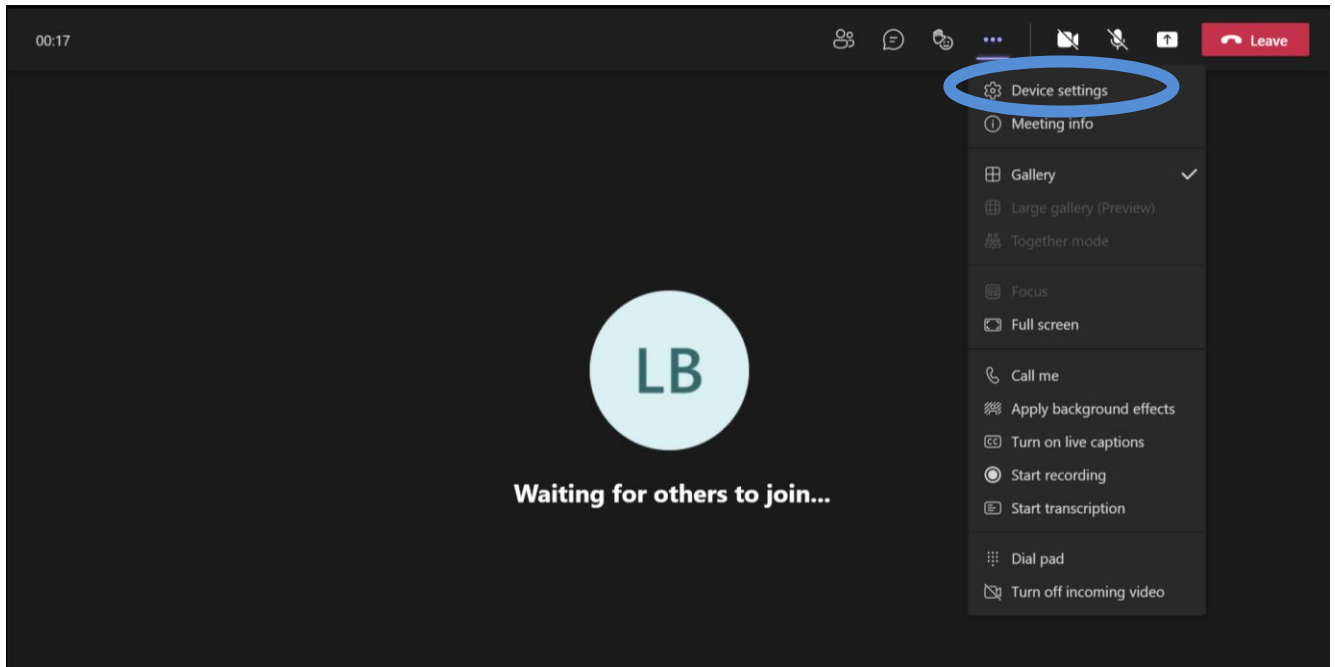 00:17
Leave
Device settings
Meeting info
Gallery
Large gallery (Preview)
Together mode
Focus
Full screen
Call me
Apply background effects
CC Turn on live captions
Start recording
Start transcription
Dial pad
Turn off incoming video
LB
Waiting for others to join...